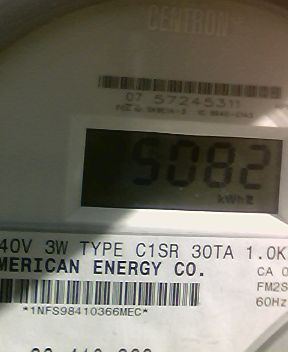 CENTRON
07 57245311
5082
kWh
40V 3W TYPE C1SR 30TA 1.0K
MERICAN ENERGY CO.
CA 0
FM2S
60Hz
*1NFS98410366MEC*